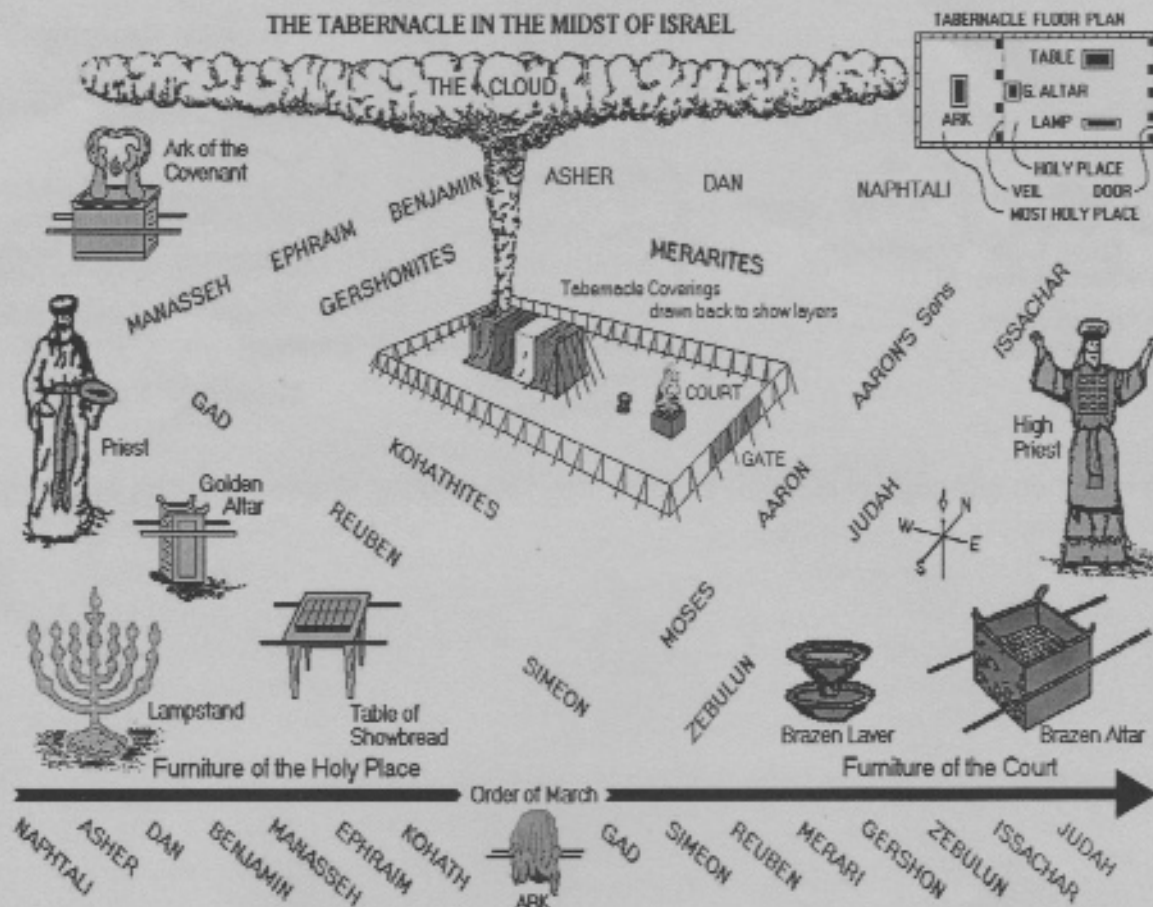 THE TABERNACLE IN THE MIDST OF ISRAEL
TABERNACLE FLOOR PLAN
TABLE
G. ALTAR
ARK
LAMP
HOLY PLACE
VEIL
DOOR
MOST HOLY PLACE
THE CLOUD
Ark of the
Covenant
MANASSEH
EPHRAIM
BENJAMIN
ASHER
DAN
NAPHTALI
GERSHONITES
MERARITES
Tabernacle Coverings
drawn back to show layers
AARON'S Sons
ISSACHAR
COURT
GATE
Priest
GAD
KOHATHITES
AARON
High
Priest
Golden
Altar
REUBEN
JUDAH
N
W
E
S
MOSES
SIMEON
ZEBULUN
Lampstand
Table of
Showbread
Brazen Laver
Brazen Altar
Furniture of the Holy Place
Furniture of the Court
Order of March
NAPHTALI
ASHER
DAN
BENJAMIN
MANASSEH
EPHRAIM
KOHATH
ARK
GAD
SIMEON
REUBEN
MERARI
GERSHON
ZEBULUN
ISSACHAR
JUDAH